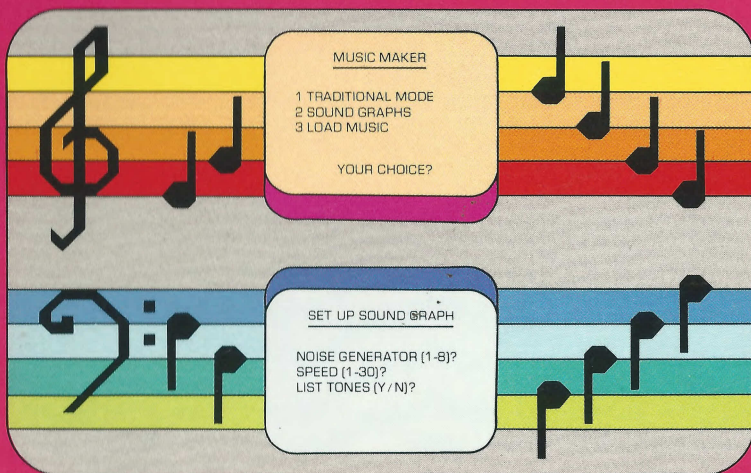 MUSIC MAKER
1 TRADITIONAL MODE
2 SOUND GRAPHS
3 LOAD MUSIC
YOUR CHOICE?
SET UP SOUND GRAPH
NOISE GENERATOR (1-8)?
SPEED (1-30)?
LIST TONES (Y/N)?